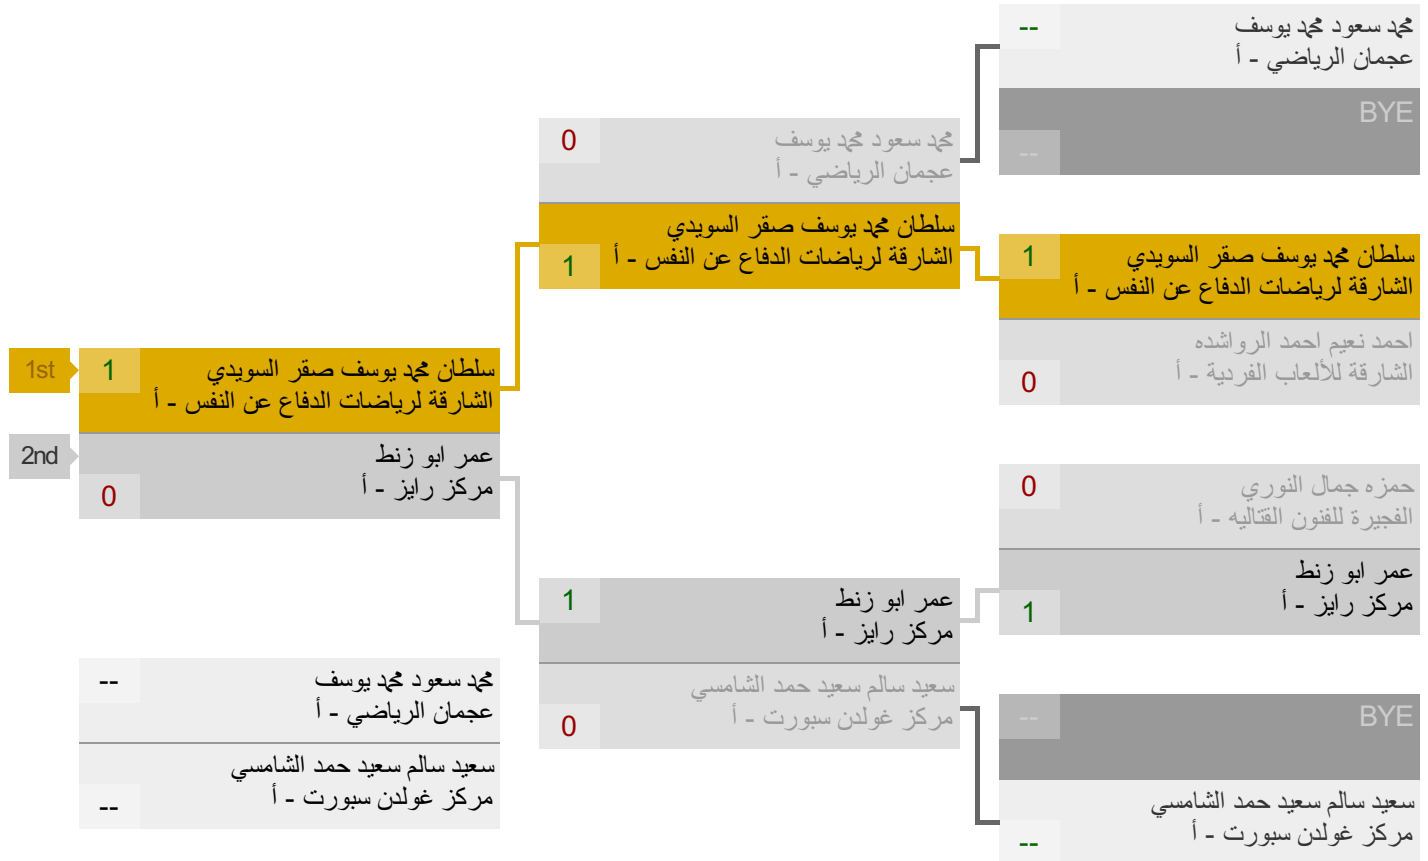 محمد سعود محمد يوسف
عجمان الرياضي - أ
--
BYE
--
سلطان محمد يوسف صقر السويدي
الشارقة لرياضات الدفاع عن النفس - أ
1
احمد نعيم احمد الرواشده
الشارقة للألعاب الفردية - أ
0
حمزه جمال النوري
الفجيرة للفنون القتاليه - أ
0
عمر ابو زنط
مركز رايز - أ
1
BYE
--
سعيد سالم سعيد حمد الشامسي
مركز غولدن سبورت - أ
--
محمد سعود محمد يوسف
عجمان الرياضي - أ
0
سلطان محمد يوسف صقر السويدي
الشارقة لرياضات الدفاع عن النفس - أ
1
عمر ابو زنط
مركز رايز - أ
1
سعيد سالم سعيد حمد الشامسي
مركز غولدن سبورت - أ
0
سلطان محمد يوسف صقر السويدي
الشارقة لرياضات الدفاع عن النفس - أ
1
1st
عمر ابو زنط
مركز رايز - أ
0
2nd
محمد سعود محمد يوسف
عجمان الرياضي - أ
--
سعيد سالم سعيد حمد الشامسي
مركز غولدن سبورت - أ
--